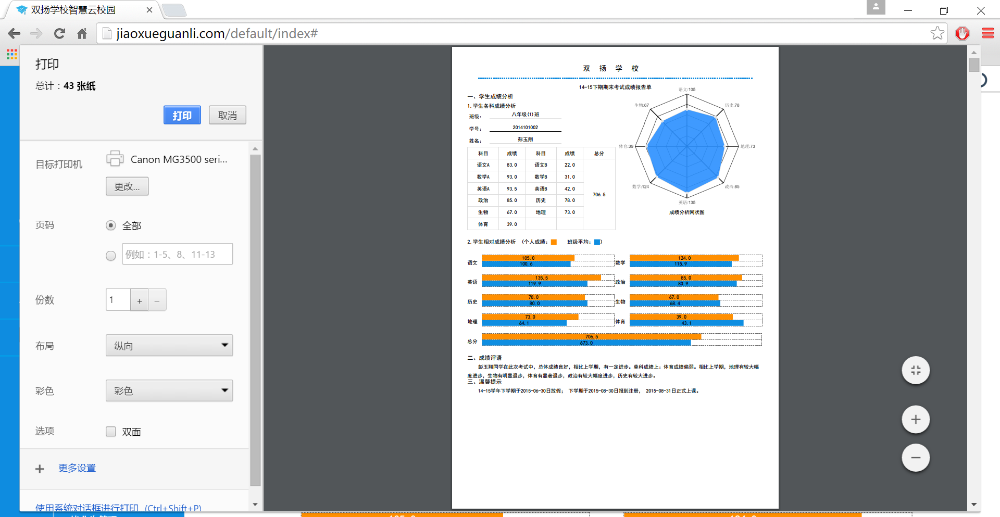 双扬学校智慧云校园
jiaoxueguanli.com/default/index#
打印
总计：43 张纸
打印 取消
目标打印机 Canon MG3500 seri...
更改...
页码 全部
例如：1-5、8、11-13
份数 1 + −
布局 纵向
彩色 彩色
选项 双面
+ 更多设置
使用系统对话框进行打印...(Ctrl+Shift+P)
双 扬 学 校
14-15下期期末考试成绩报告单
一、学生成绩分析
1.学生各科成绩分析
班级： 八年级(1)班
学号： 2014101002
姓名： 彭玉翔
科目 成绩 科目 成绩 总分
语文A 83.0 语文B 22.0
数学A 93.0 数学B 31.0
英语A 93.5 英语B 42.0
706.5
政治 85.0 历史 78.0
生物 67.0 地理 73.0
体育 39.0
语文:105
生物:67 历史:78
体育:39 地理:73
数学:124 政治:85
英语:135
成绩分析网状图
2.学生相对成绩分析 （个人成绩： 班级平均： ）
语文 105.0 100.6 数学 124.0 115.9
英语 135.5 119.9 政治 85.0 80.9
历史 78.0 80.0 生物 67.0 68.4
地理 73.0 64.1 体育 39.0 43.1
总分 706.5 673.0
二、成绩评语
彭玉翔同学在此次考试中，总体成绩良好，相比上学期，有一定进步。单科成绩上：体育成绩偏弱。相比上学期，地理有较大幅
度进步，生物有明显退步，体育有显著退步，政治有较大幅度进步，历史有较大进步。
三、温馨提示
14-15学年下学期于2015-06-30日放假； 下学期于2015-08-30日报到注册， 2015-08-31日正式上课。